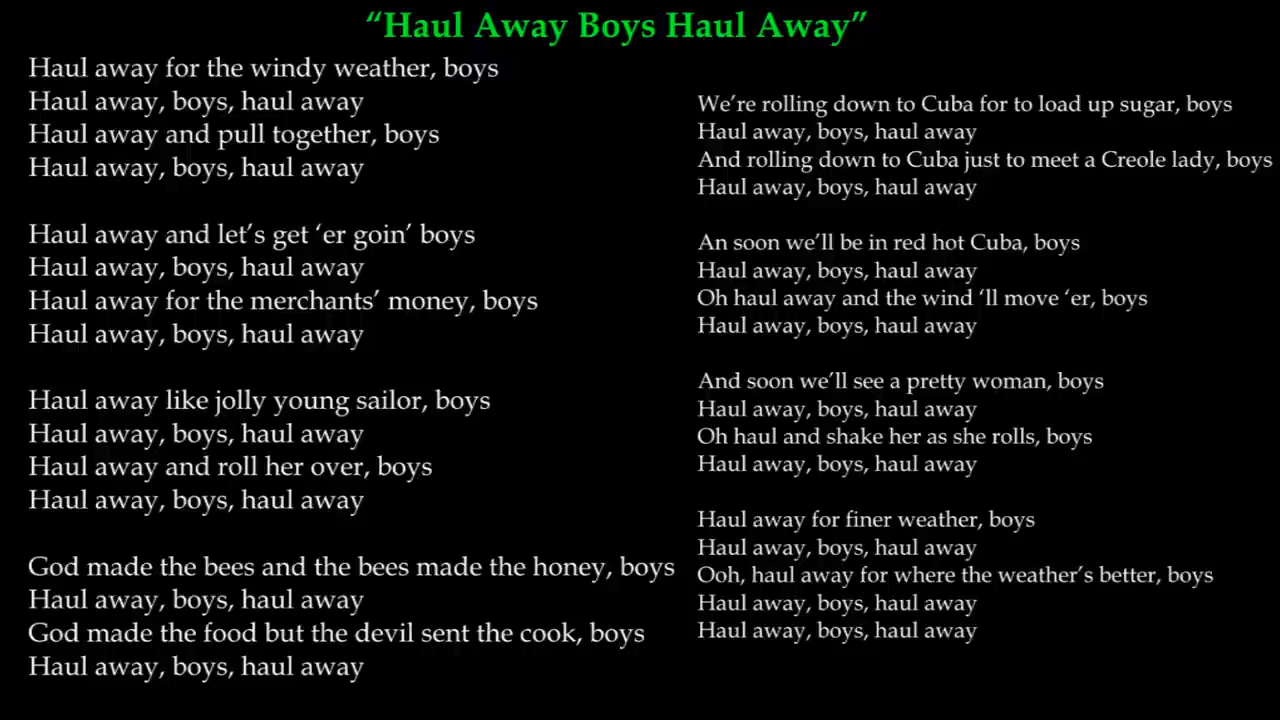 “Haul Away Boys Haul Away”
Haul away for the windy weather, boys
Haul away, boys, haul away
Haul away and pull together, boys
Haul away, boys, haul away
Haul away and let’s get ‘er goin’ boys
Haul away, boys, haul away
Haul away for the merchants’ money, boys
Haul away, boys, haul away
Haul away like jolly young sailor, boys
Haul away, boys, haul away
Haul away and roll her over, boys
Haul away, boys, haul away
God made the bees and the bees made the honey, boys
Haul away, boys, haul away
God made the food but the devil sent the cook, boys
Haul away, boys, haul away
We’re rolling down to Cuba for to load up sugar, boys
Haul away, boys, haul away
And rolling down to Cuba just to meet a Creole lady, boys
Haul away, boys, haul away
An soon we’ll be in red hot Cuba, boys
Haul away, boys, haul away
Oh haul away and the wind ‘ll move ‘er, boys
Haul away, boys, haul away
And soon we’ll see a pretty woman, boys
Haul away, boys, haul away
Oh haul and shake her as she rolls, boys
Haul away, boys, haul away
Haul away for finer weather, boys
Haul away, boys, haul away
Ooh, haul away for where the weather’s better, boys
Haul away, boys, haul away
Haul away, boys, haul away